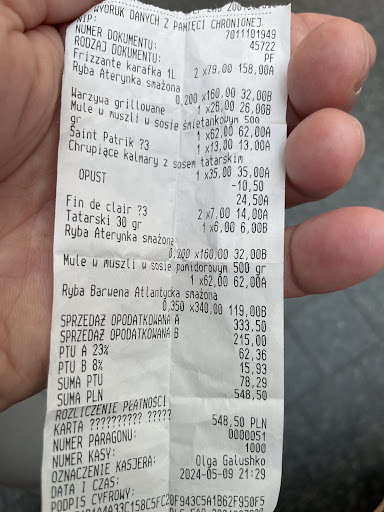 WYDRUK DANYCH Z PAMIĘCI CHRONIONEJ
NIP: 7011101949
NUMER DOKUMENTU: 45722
RODZAJ DOKUMENTU: PF
Frizzante karafka 1L 2 x79,00 158,00A
Ryba Aterynka smażona
0,200 x160,00 32,00B
Warzywa grillowane 1 x26,00 26,00B
Mule w muszli w sosie śmietankowym 500
gr 1 x62,00 62,00A
Saint Patrik ?3 1 x13,00 13,00A
Chrupiące kalmary z sosem tatarskim
1 x35,00 35,00A
OPUST -10,50
24,50A
Fin de clair ?3 2 x7,00 14,00A
Tatarski 30 gr 1 x6,00 6,00B
Ryba Aterynka smażona
0,200 x160,00 32,00B
Mule w muszli w sosie pomidorowym 500 gr
1 x62,00 62,00A
Ryba Barwena Atlantycka smażona
0,350 x340,00 119,00B
SPRZEDAŻ OPODATKOWANA A 333,50
SPRZEDAŻ OPODATKOWANA B 215,00
PTU A 23% 62,36
PTU B 8% 15,93
SUMA PTU 78,29
SUMA PLN 548,50
ROZLICZENIE PŁATNOŚCI
KARTA ?????????? ????? 548,50 PLN
NUMER PARAGONU: 0000051
NUMER KASY: 1000
OZNACZENIE KASJERA: Olga Galushko
DATA I CZAS: 2024-05-09 21:29
PODPIS CYFROWY: